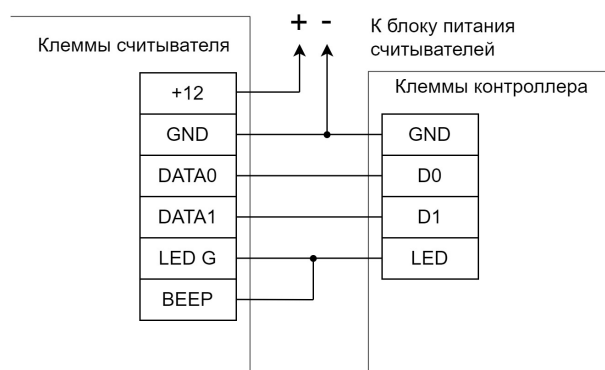 + -
К блоку питания
считывателей
Клеммы считывателя
Клеммы контроллера
+12
GND
DATA0
DATA1
LED G
BEEP
GND
D0
D1
LED